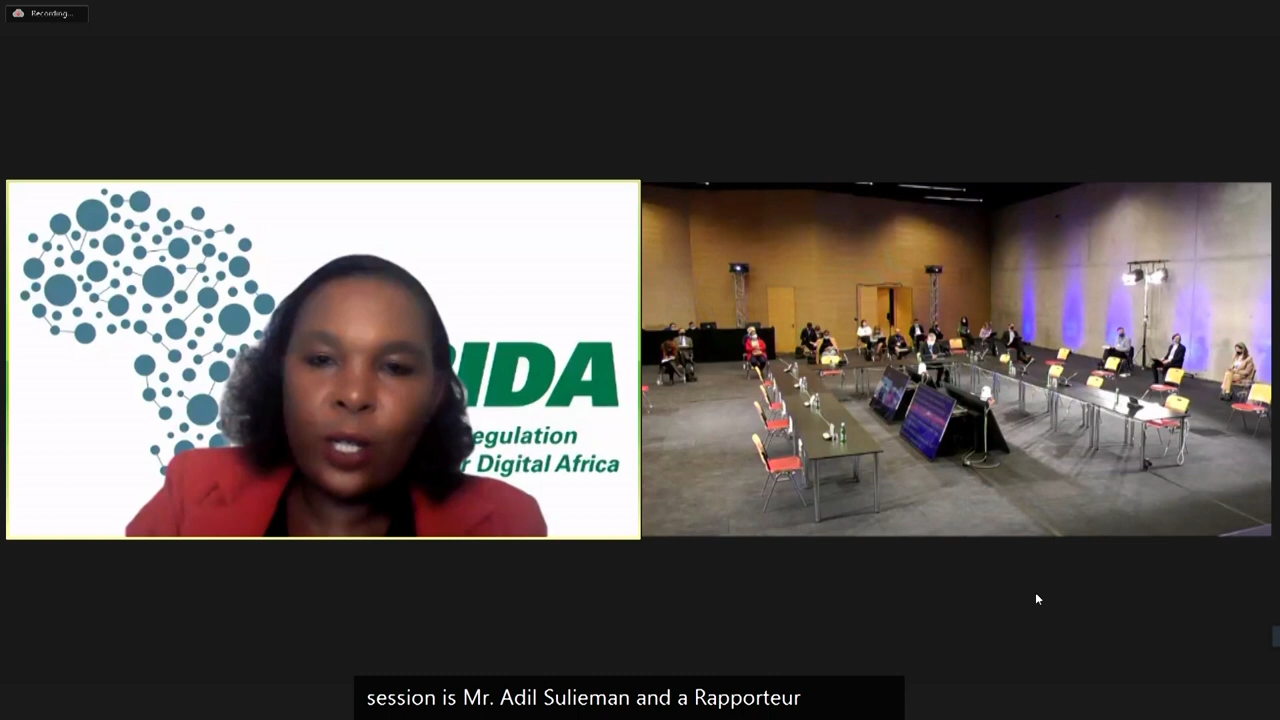 Recording...
IDA
egulation
r Digital Africa
session is Mr. Adil Sulieman and a Rapporteur